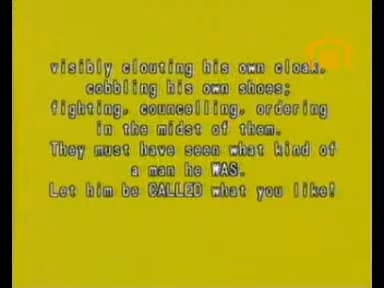 visibly clouting his own cloak,
cobbling his own shoes;
fighting, councelling, ordering
in the midst of them.
They must have seen what kind of
a man he WAS.
Let him be CALLED what you like!